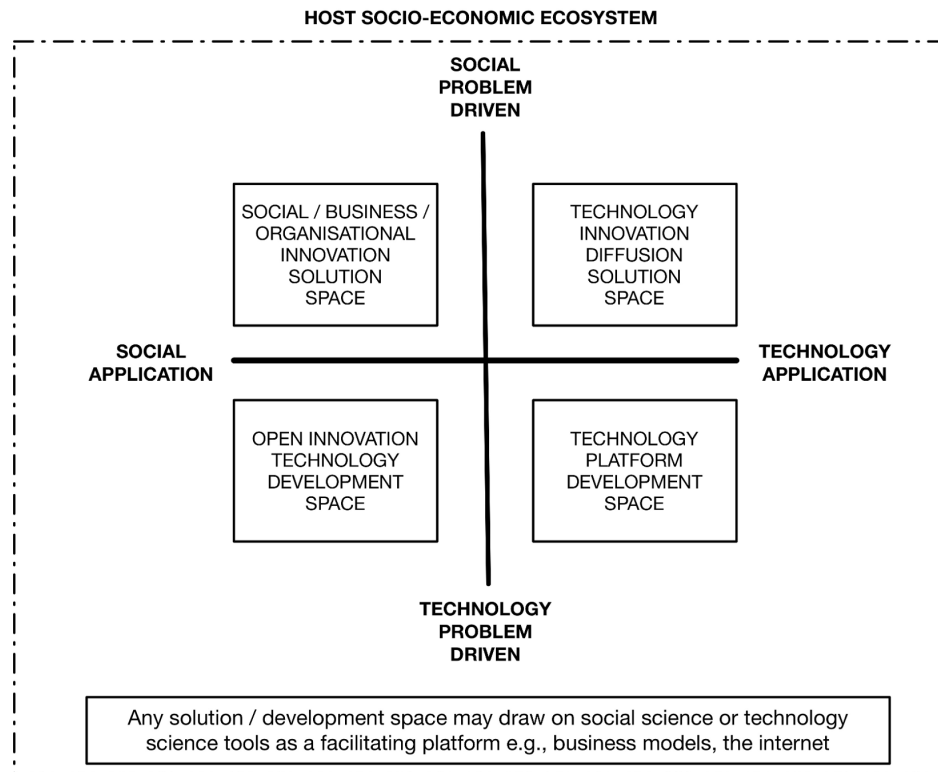 HOST SOCIO-ECONOMIC ECOSYSTEM
SOCIAL
PROBLEM
DRIVEN
SOCIAL / BUSINESS /
ORGANISATIONAL
INNOVATION
SOLUTION
SPACE
TECHNOLOGY
INNOVATION
DIFFUSION
SOLUTION
SPACE
SOCIAL
APPLICATION
TECHNOLOGY
APPLICATION
OPEN INNOVATION
TECHNOLOGY
DEVELOPMENT
SPACE
TECHNOLOGY
PLATFORM
DEVELOPMENT
SPACE
TECHNOLOGY
PROBLEM
DRIVEN
Any solution / development space may draw on social science or technology
science tools as a facilitating platform e.g., business models, the internet